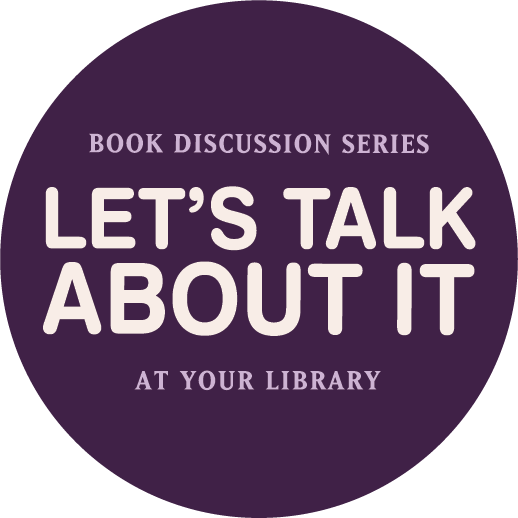 BOOK DISCUSSION SERIES
LET’S TALK
ABOUT IT
AT YOUR LIBRARY